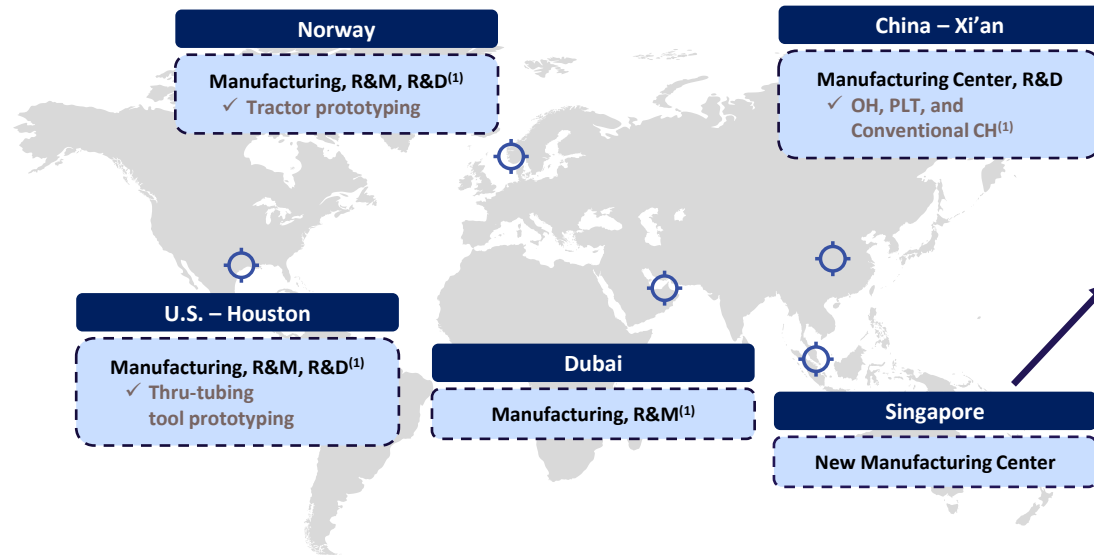 Norway
Manufacturing, R&M, R&D(1)
✓ Tractor prototyping
China – Xi’an
Manufacturing Center, R&D
✓ OH, PLT, and
Conventional CH(1)
U.S. – Houston
Manufacturing, R&M, R&D(1)
✓ Thru-tubing
tool prototyping
Dubai
Manufacturing, R&M(1)
Singapore
New Manufacturing Center